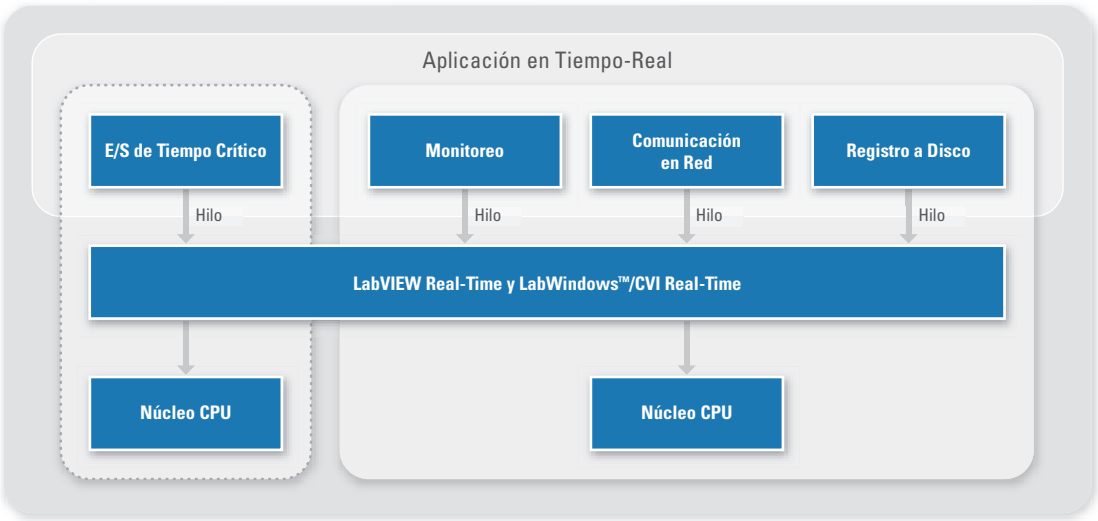 Aplicación en Tiempo-Real
E/S de Tiempo Crítico
Monitoreo
Comunicación
en Red
Registro a Disco
Hilo
Hilo
Hilo
Hilo
LabVIEW Real-Time y LabWindows™/CVI Real-Time
Núcleo CPU
Núcleo CPU